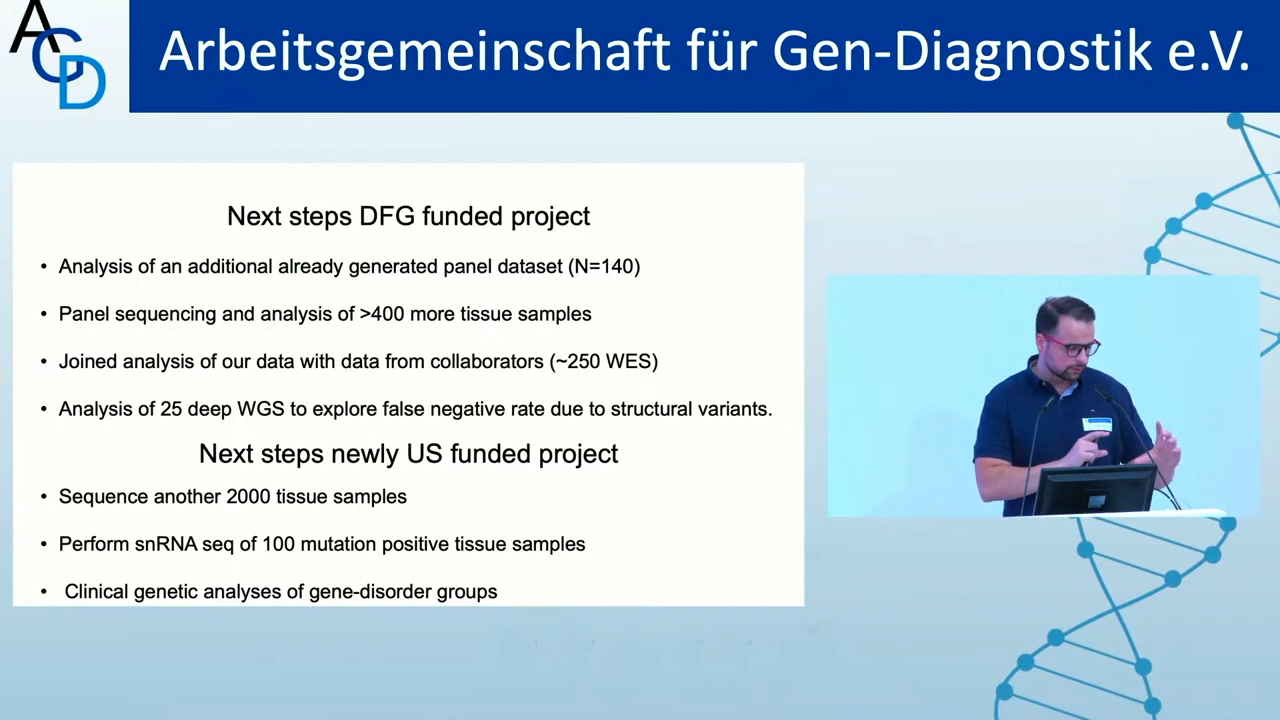 AGD
Arbeitsgemeinschaft für Gen-Diagnostik e.V.
Next steps DFG funded project
• Analysis of an additional already generated panel dataset (N=140)
• Panel sequencing and analysis of >400 more tissue samples
• Joined analysis of our data with data from collaborators (~250 WES)
• Analysis of 25 deep WGS to explore false negative rate due to structural variants.
Next steps newly US funded project
• Sequence another 2000 tissue samples
• Perform snRNA seq of 100 mutation positive tissue samples
• Clinical genetic analyses of gene-disorder groups